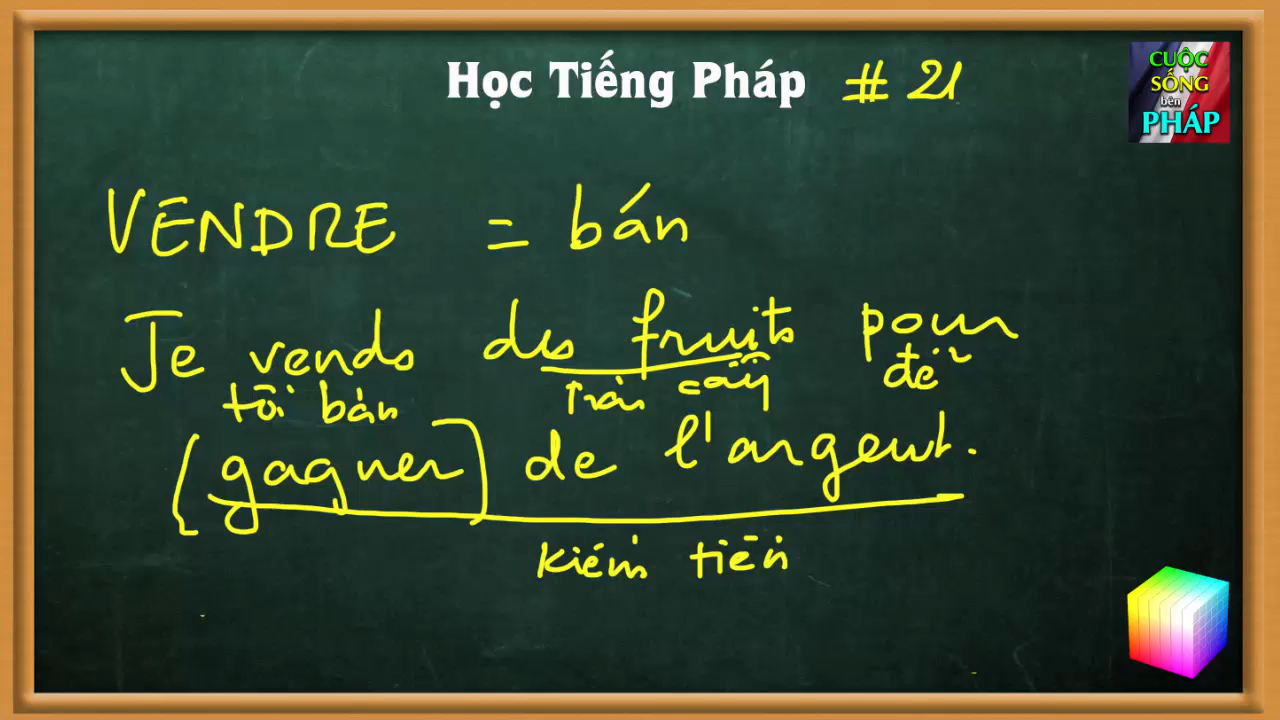 Học Tiếng Pháp # 21
CUỘC
SỐNG
bên
PHÁP
VENDRE = bán
Je vends des fruits pour
tôi bán trái cây để
(gagner) de l'argent.
kiếm tiền